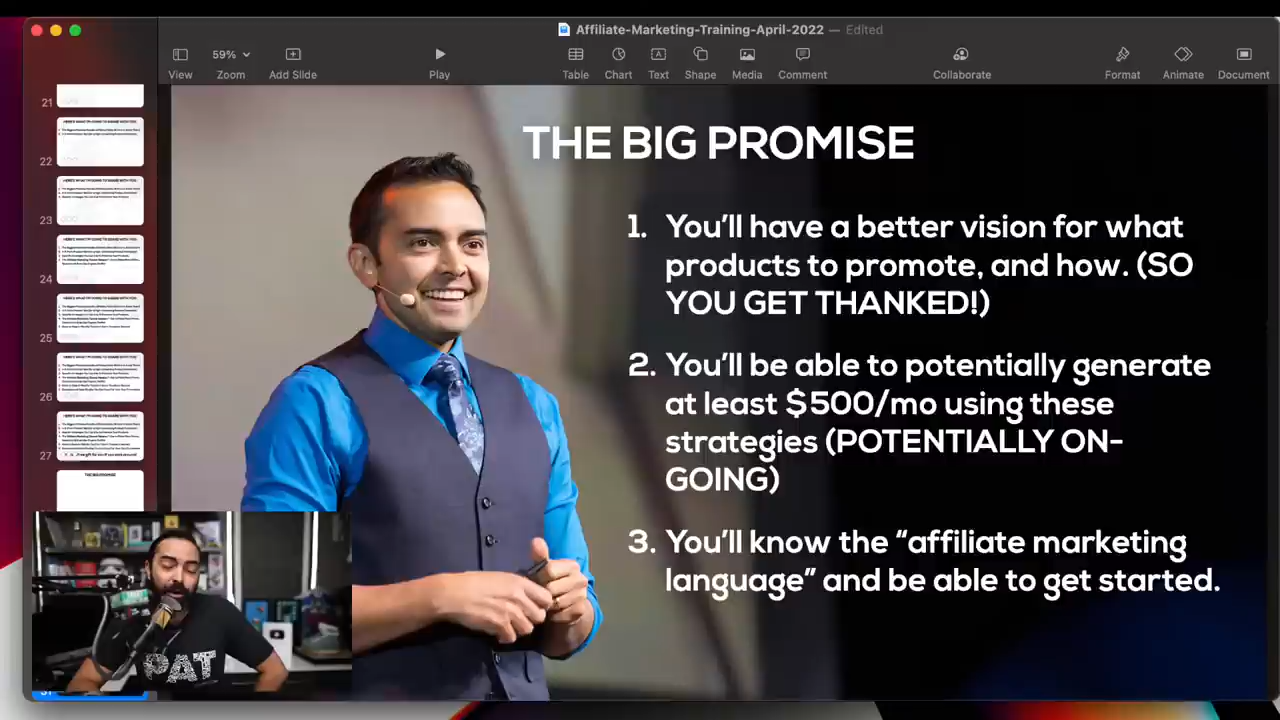 Affiliate-Marketing-Training-April-2022 — Edited
59%
View
Zoom
Add Slide
Play
Table
Chart
Text
Shape
Media
Comment
Collaborate
Format
Animate
Document
21
22
23
24
25
26
27
THE BIG PROMISE
THE BIG PROMISE
1. You’ll have a better vision for what
products to promote, and how. (SO
YOU GET THANKED!)
2. You’ll be able to potentially generate
at least $500/mo using these
strategies (POTENTIALLY ON-
GOING)
3. You’ll know the “affiliate marketing
language” and be able to get started.
PAT